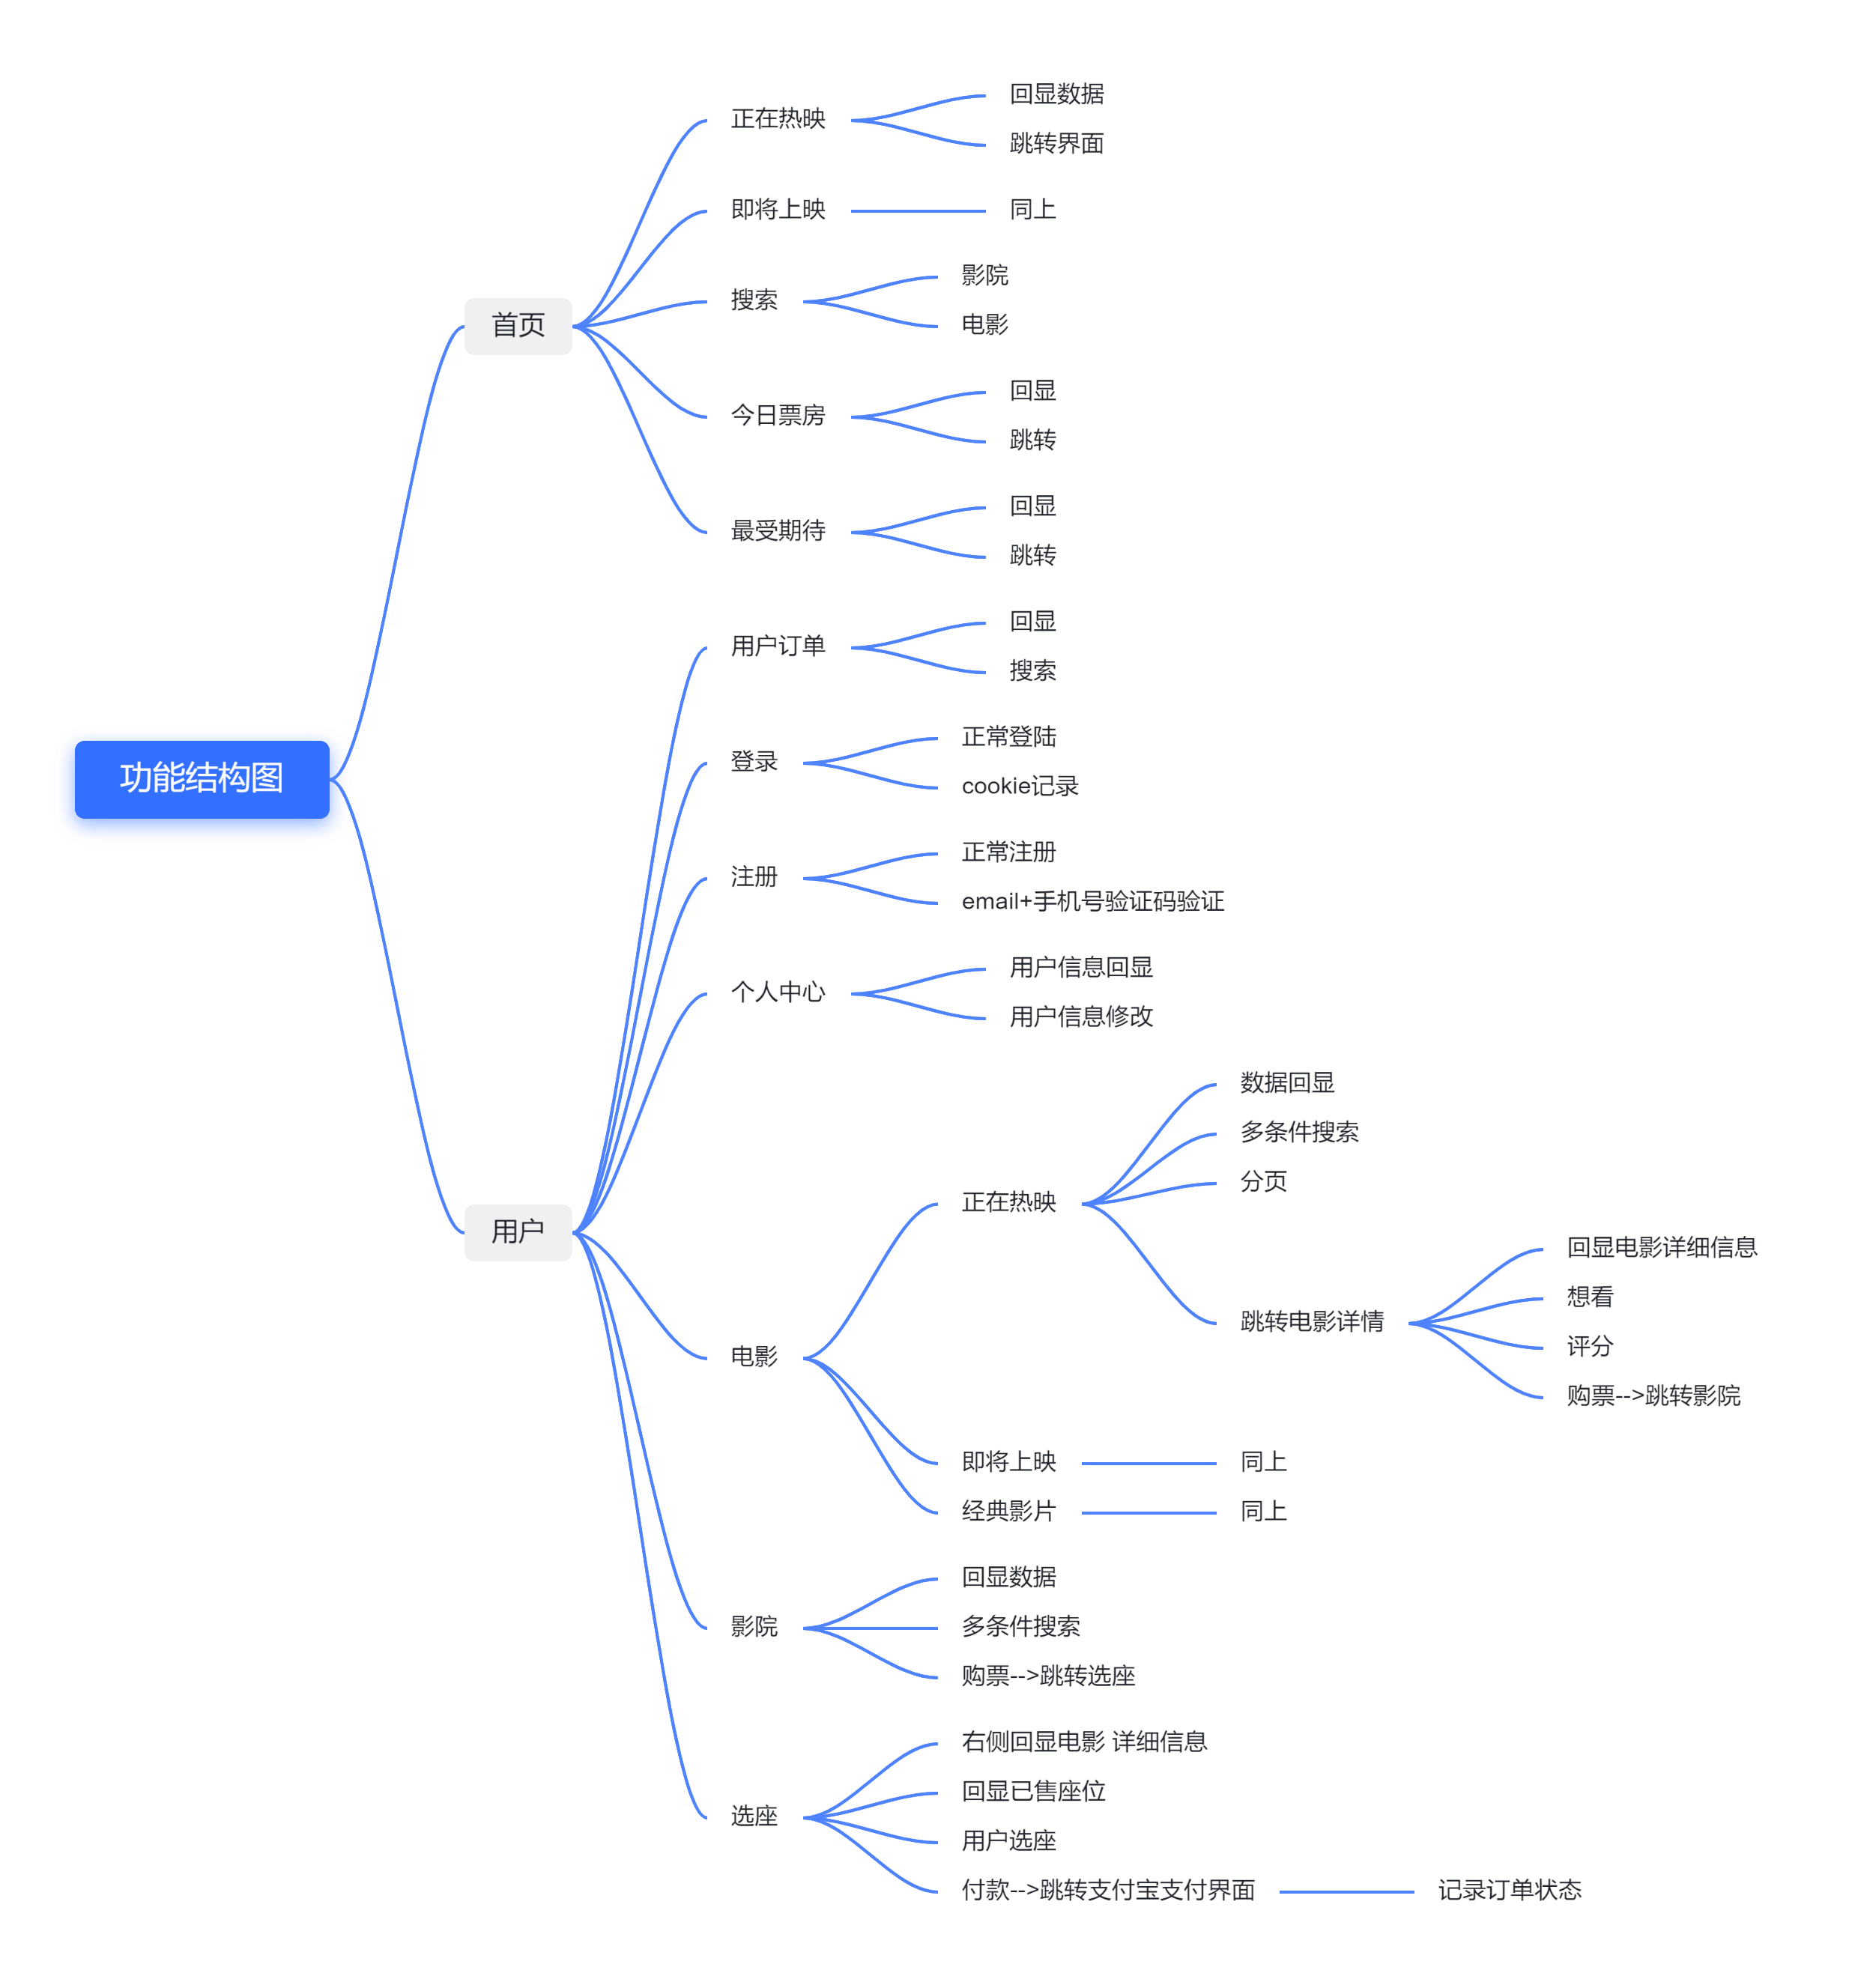 功能结构图
首页
正在热映
回显数据
跳转界面
即将上映
同上
搜索
影院
电影
今日票房
回显
跳转
最受期待
回显
跳转
用户
用户订单
回显
搜索
登录
正常登陆
cookie记录
注册
正常注册
email+手机号验证码验证
个人中心
用户信息回显
用户信息修改
电影
正在热映
数据回显
多条件搜索
分页
跳转电影详情
回显电影详细信息
想看
评分
购票-->跳转影院
即将上映
同上
经典影片
同上
影院
回显数据
多条件搜索
购票-->跳转选座
选座
右侧回显电影 详细信息
回显已售座位
用户选座
付款-->跳转支付宝支付界面
记录订单状态